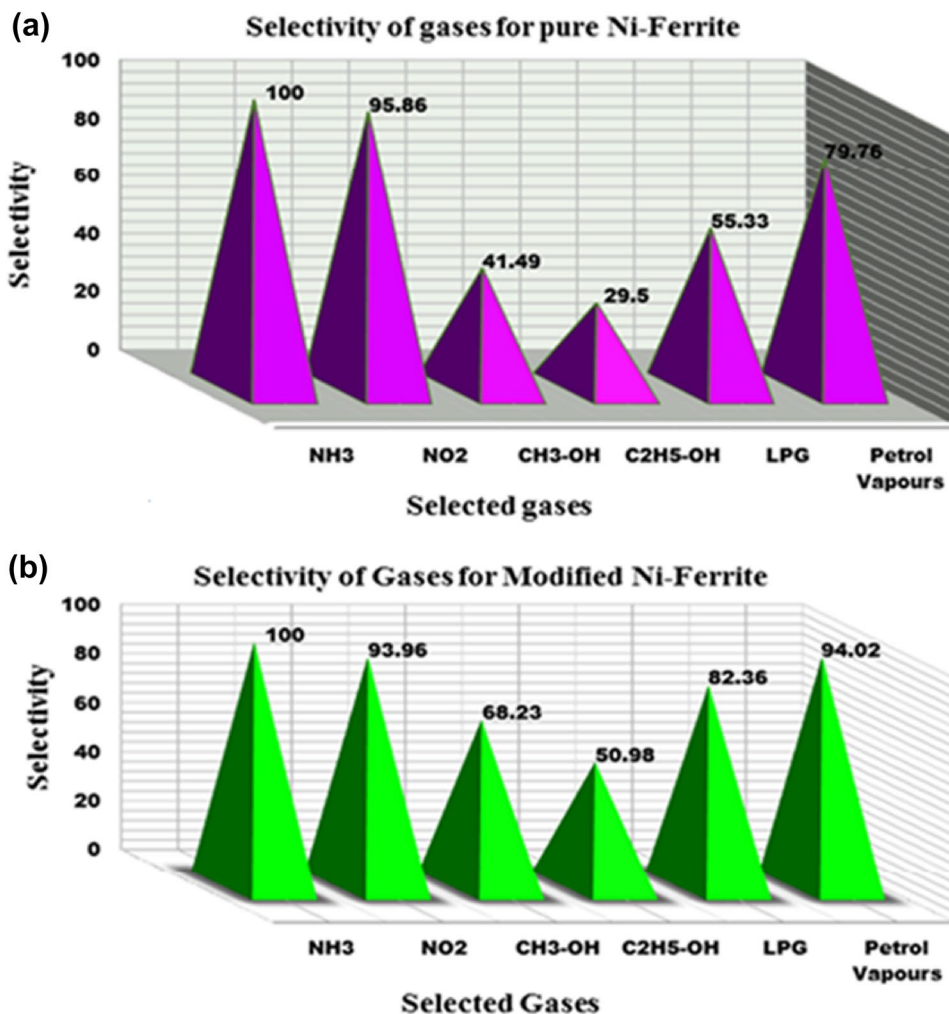 (a)
Selectivity of gases for pure Ni-Ferrite
Selectivity
100
80
60
40
20
0
100
95.86
41.49
29.5
55.33
79.76
NH3 NO2 CH3-OH C2H5-OH LPG Petrol
Vapours
Selected gases
(b)
Selectivity of Gases for Modified Ni-Ferrite
Selectivity
100
80
60
40
20
0
100
93.96
68.23
50.98
82.36
94.02
NH3 NO2 CH3-OH C2H5-OH LPG Petrol
Vapours
Selected Gases